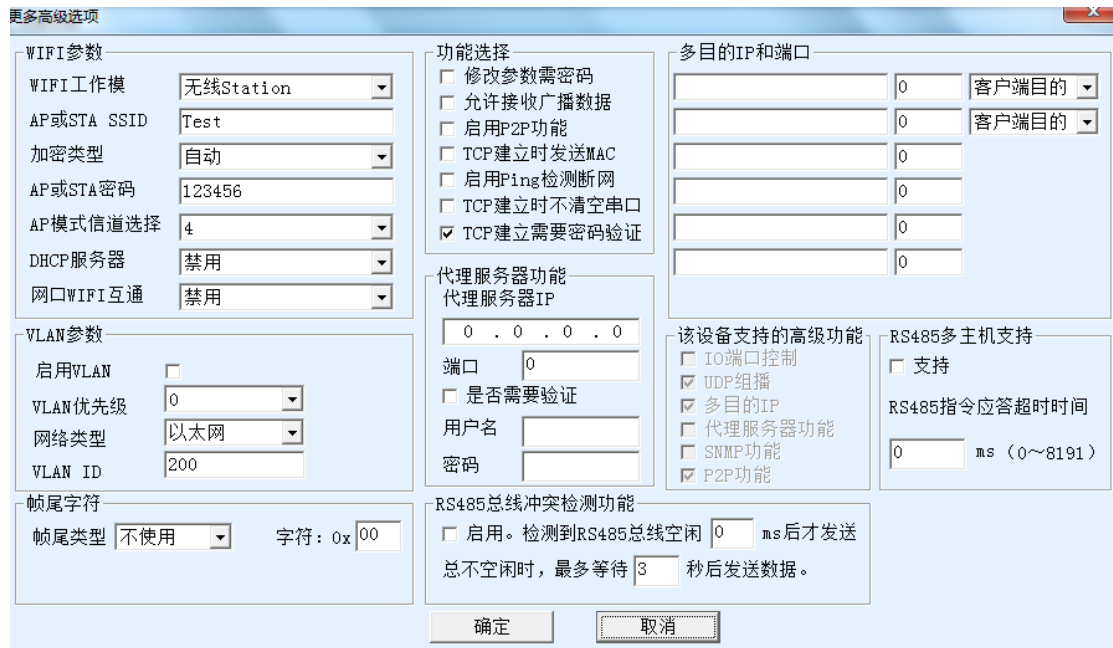 更多高级选项
WIFI参数
WIFI工作模 无线Station
AP或STA SSID Test
加密类型 自动
AP或STA密码 123456
AP模式信道选择 4
DHCP服务器 禁用
网口WIFI互通 禁用
VLAN参数
启用VLAN
VLAN优先级 0
网络类型 以太网
VLAN ID 200
帧尾字符
帧尾类型 不使用 字符: 0x 00
功能选择
修改参数需密码
允许接收广播数据
启用P2P功能
TCP建立时发送MAC
启用Ping检测断网
TCP建立时不清空串口
TCP建立需要密码验证
代理服务器功能
代理服务器IP
0 . 0 . 0 . 0
端口 0
是否需要验证
用户名
密码
多目的IP和端口
0 客户端目的
0 客户端目的
0
0
0
0
该设备支持的高级功能
IO端口控制
UDP组播
多目的IP
代理服务器功能
SNMP功能
P2P功能
RS485多主机支持
支持
RS485指令应答超时时间
0 ms（0～8191）
RS485总线冲突检测功能
启用。检测到RS485总线空闲 0 ms后才发送
总不空闲时，最多等待 3 秒后发送数据。
确定 取消